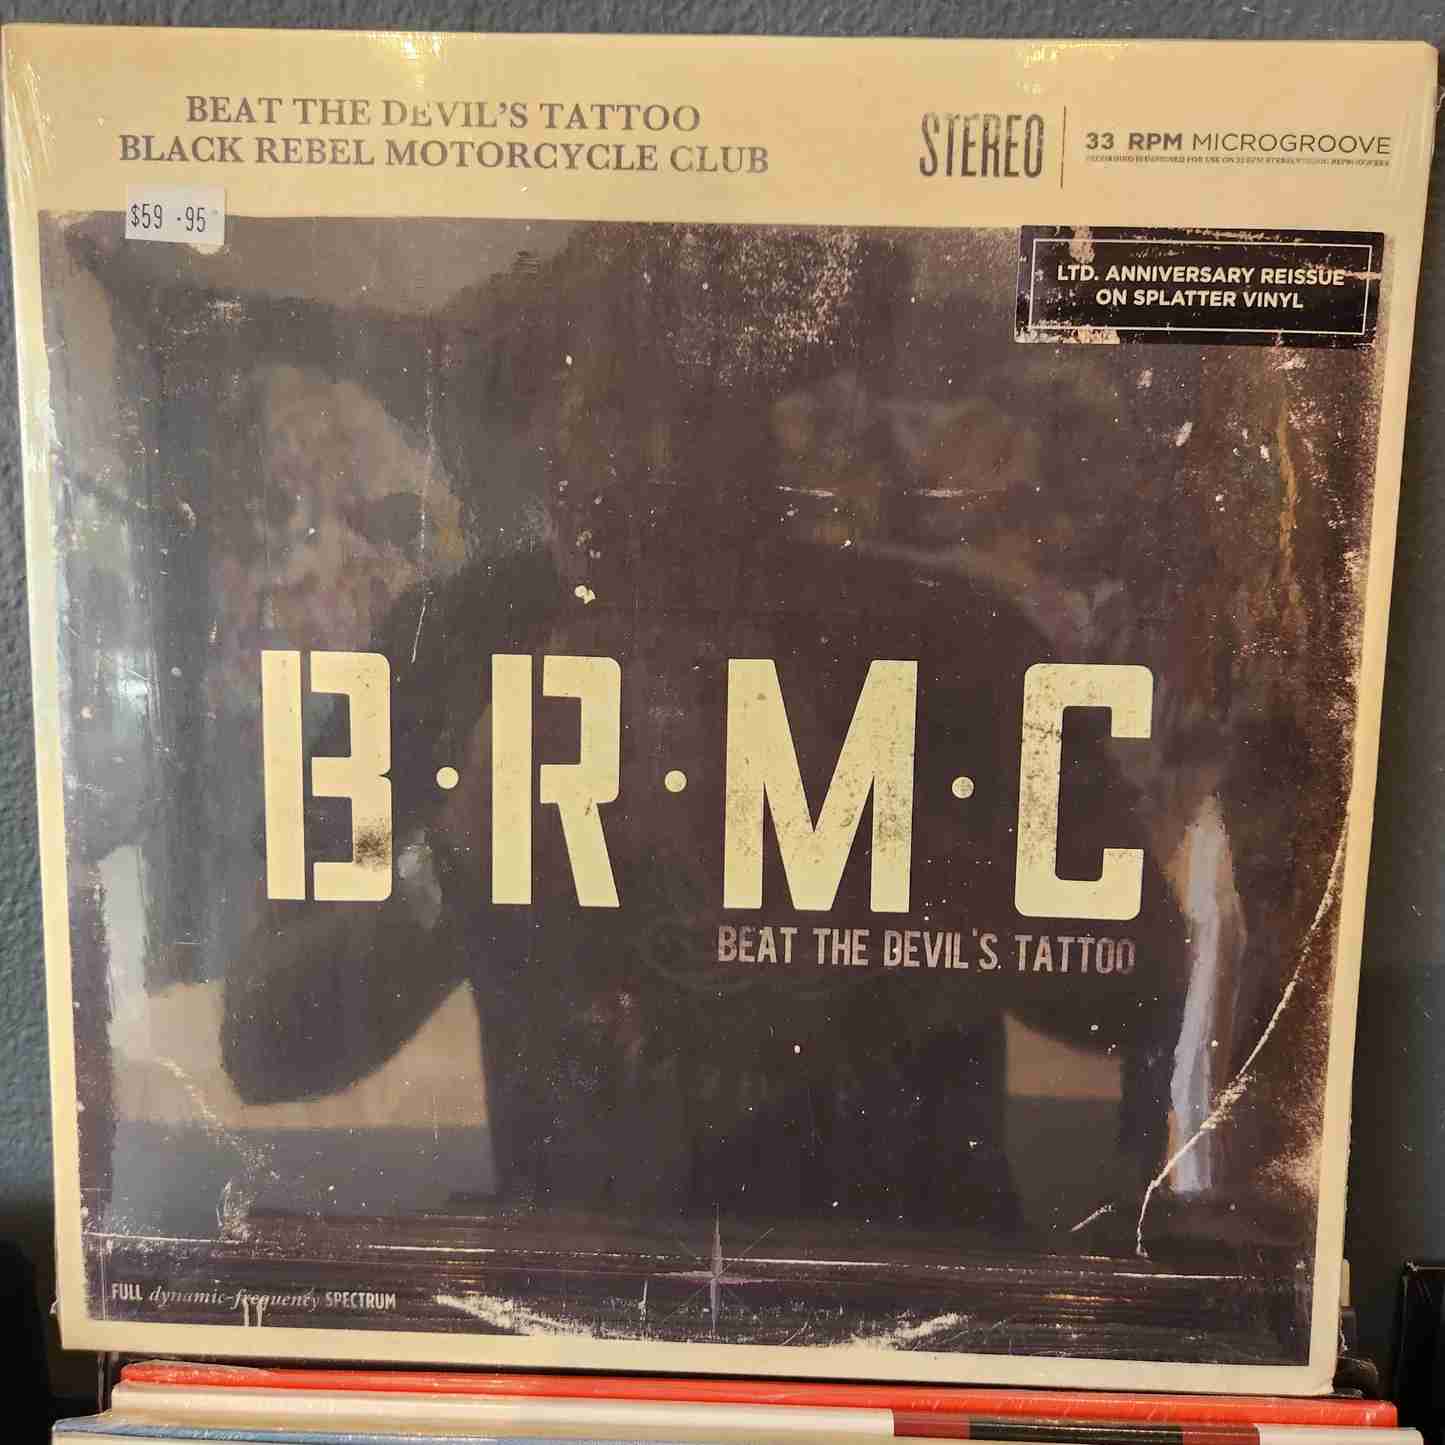 BEAT THE DEVIL'S TATTOO
BLACK REBEL MOTORCYCLE CLUB
STEREO
33 RPM MICROGROOVE
$59.95
LTD. ANNIVERSARY REISSUE
ON SPLATTER VINYL
B·R·M·C
BEAT THE DEVIL'S TATTOO
FULL dynamic-frequency SPECTRUM